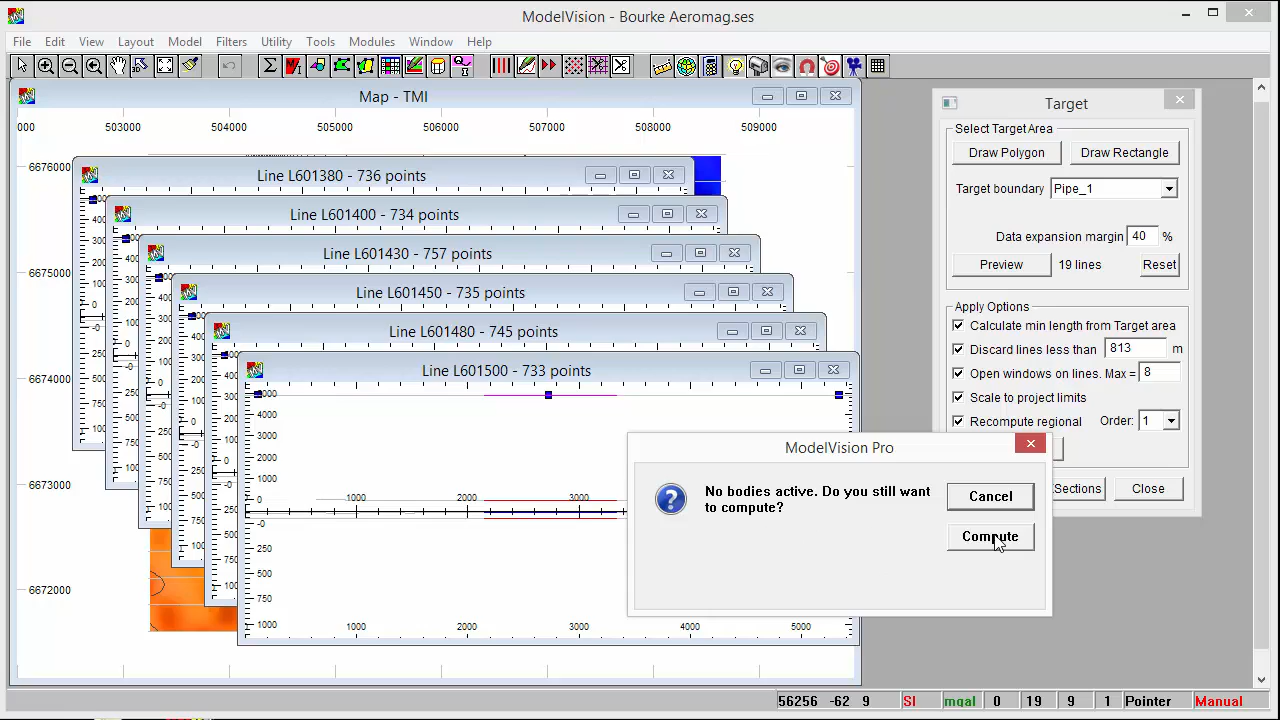 ModelVision - Bourke Aeromag.ses
File Edit View Layout Model Filters Utility Tools Modules Window Help
Map - TMI
000 503000 504000 505000 506000 507000 508000 509000
6676000
6675000
6674000
6673000
6672000
Line L601380 - 736 points
Line L601400 - 734 points
Line L601430 - 757 points
Line L601450 - 735 points
Line L601480 - 745 points
Line L601500 - 733 points
4000
3000
2000
1000
0
-0
250
500
750
1000
1000 2000 3000
1000 2000 3000 4000 5000
Target
Select Target Area
Draw Polygon Draw Rectangle
Target boundary Pipe_1
Data expansion margin 40 %
Preview 19 lines Reset
Apply Options
Calculate min length from Target area
Discard lines less than 813 m
Open windows on lines. Max = 8
Scale to project limits
Recompute regional Order: 1
Sections Close
ModelVision Pro
No bodies active. Do you still want
to compute?
Cancel
Compute
56256 -62 9 SI mgal 0 19 9 1 Pointer Manual